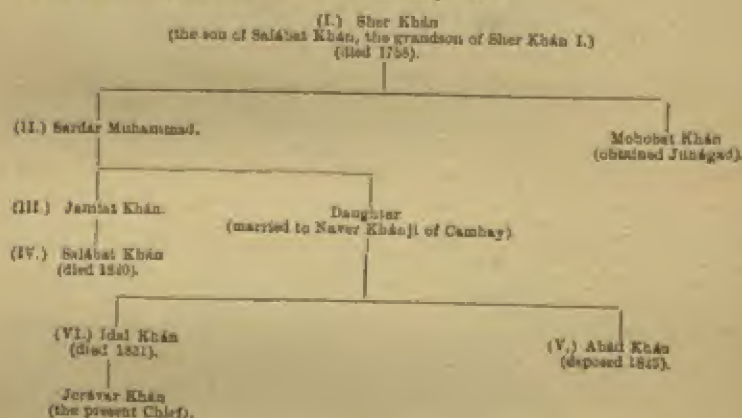 (I.) Sher Khán
(the son of Salábat Khán, the grandson of Sher Khán I.)
(died 1758).
(II.) Sardár Muhammad.
Mohobat Khán
(obtained Junágad).
(III.) Jamiat Khán.
Daughter
(married to Naver Khánji of Cambay).
(IV.) Salábat Khán
(died 1840).
(VI.) Idal Khán
(died 1831).
(V.) Abád Khán
(deposed 1845).
Jorávar Khán
(the present Chief).